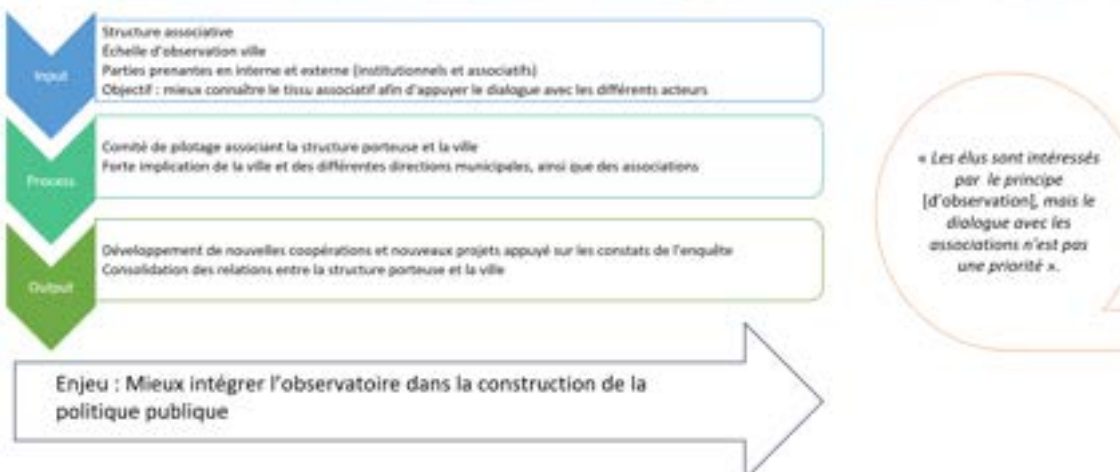 Input
Structure associative
Échelle d'observation ville
Parties prenantes en interne et externe (institutionnels et associatifs)
Objectif : mieux connaître le tissu associatif afin d'appuyer le dialogue avec les différents acteurs
Process
Comité de pilotage associant la structure porteuse et la ville
Forte implication de la ville et des différentes directions municipales, ainsi que des associations
Output
Développement de nouvelles coopérations et nouveaux projets appuyé sur les constats de l'enquête
Consolidation des relations entre la structure porteuse et la ville
Enjeu : Mieux intégrer l'observatoire dans la construction de la
politique publique
« Les élus sont intéressés
par le principe
[d'observation], mais le
dialogue avec les
associations n'est pas
une priorité ».